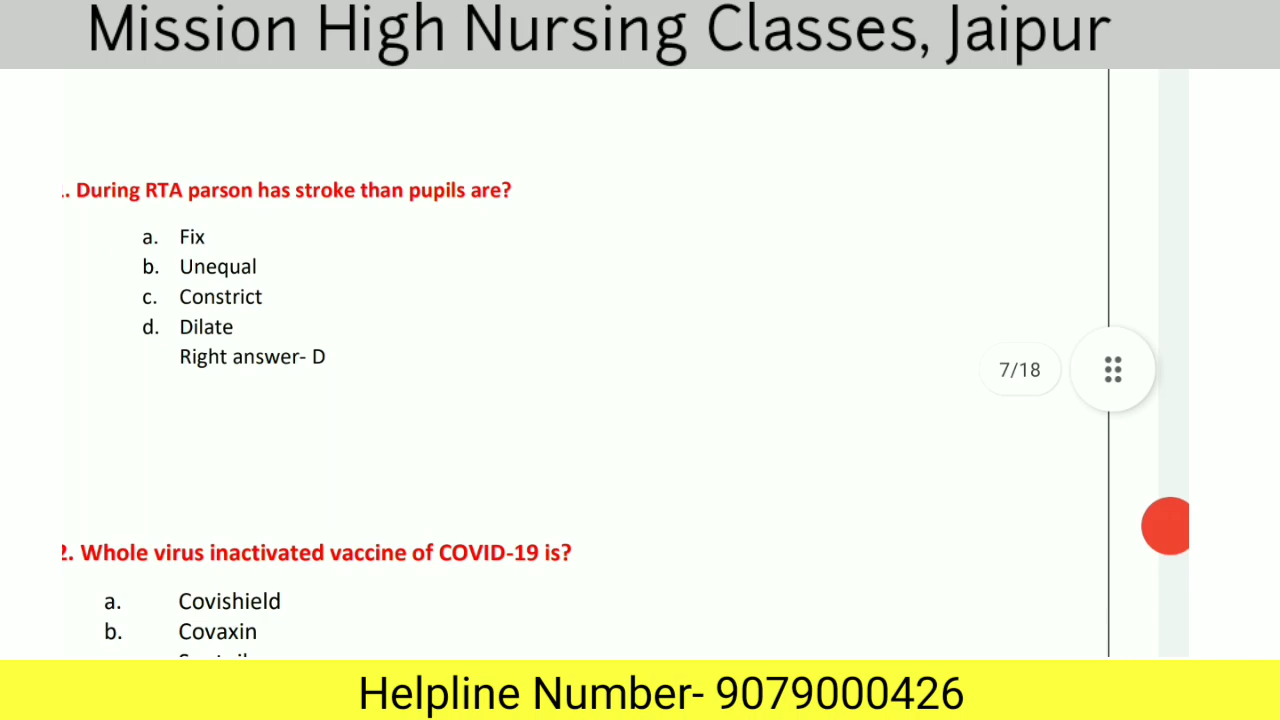 Mission High Nursing Classes, Jaipur
. During RTA parson has stroke than pupils are?
a. Fix
b. Unequal
c. Constrict
d. Dilate
Right answer- D
7/18
2. Whole virus inactivated vaccine of COVID-19 is?
a. Covishield
b. Covaxin
Helpline Number- 9079000426